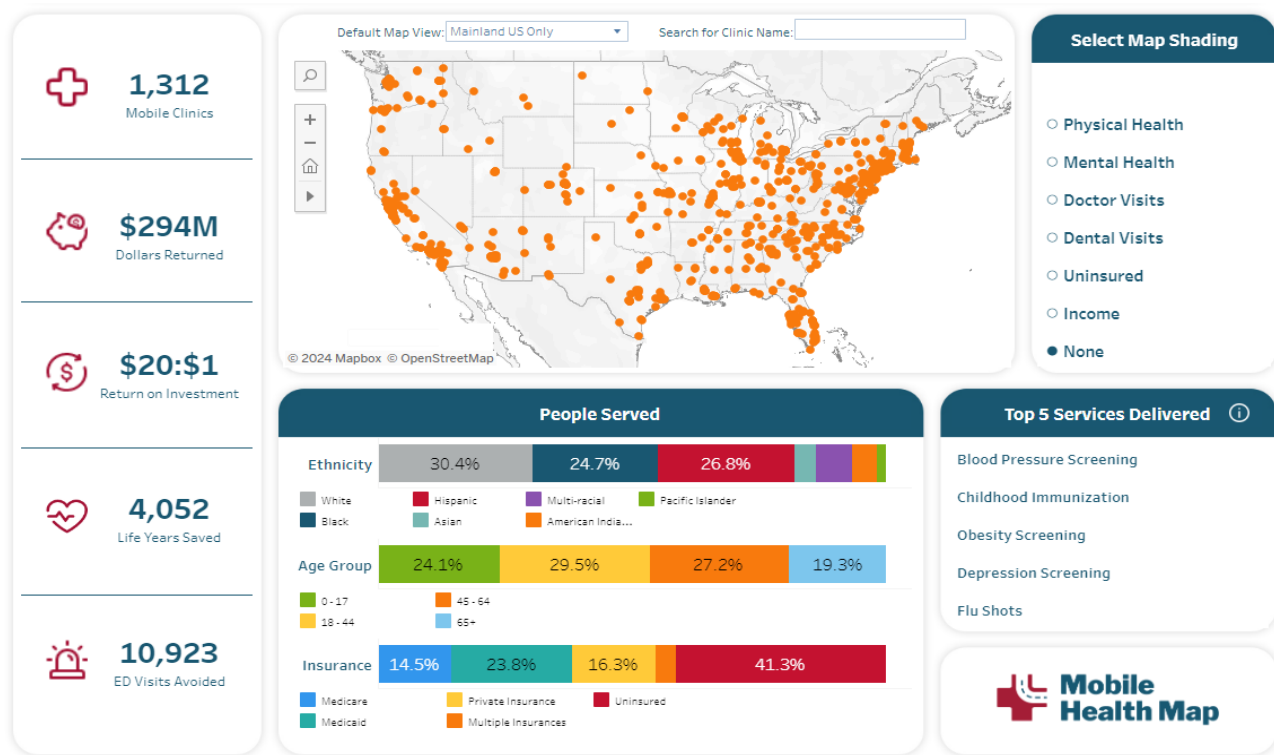 1,312
Mobile Clinics
$294M
Dollars Returned
$20:$1
Return on Investment
4,052
Life Years Saved
10,923
ED Visits Avoided
Default Map View: Mainland US Only
Search for Clinic Name:
© 2024 Mapbox © OpenStreetMap
Select Map Shading
Physical Health
Mental Health
Doctor Visits
Dental Visits
Uninsured
Income
None
People Served
Ethnicity 30.4% 24.7% 26.8%
White Hispanic Multi-racial Pacific Islander
Black Asian American India...
Age Group 24.1% 29.5% 27.2% 19.3%
0 - 17 45 - 64
18 - 44 65+
Insurance 14.5% 23.8% 16.3% 41.3%
Medicare Private Insurance Uninsured
Medicaid Multiple Insurances
Top 5 Services Delivered
Blood Pressure Screening
Childhood Immunization
Obesity Screening
Depression Screening
Flu Shots
Mobile
Health Map